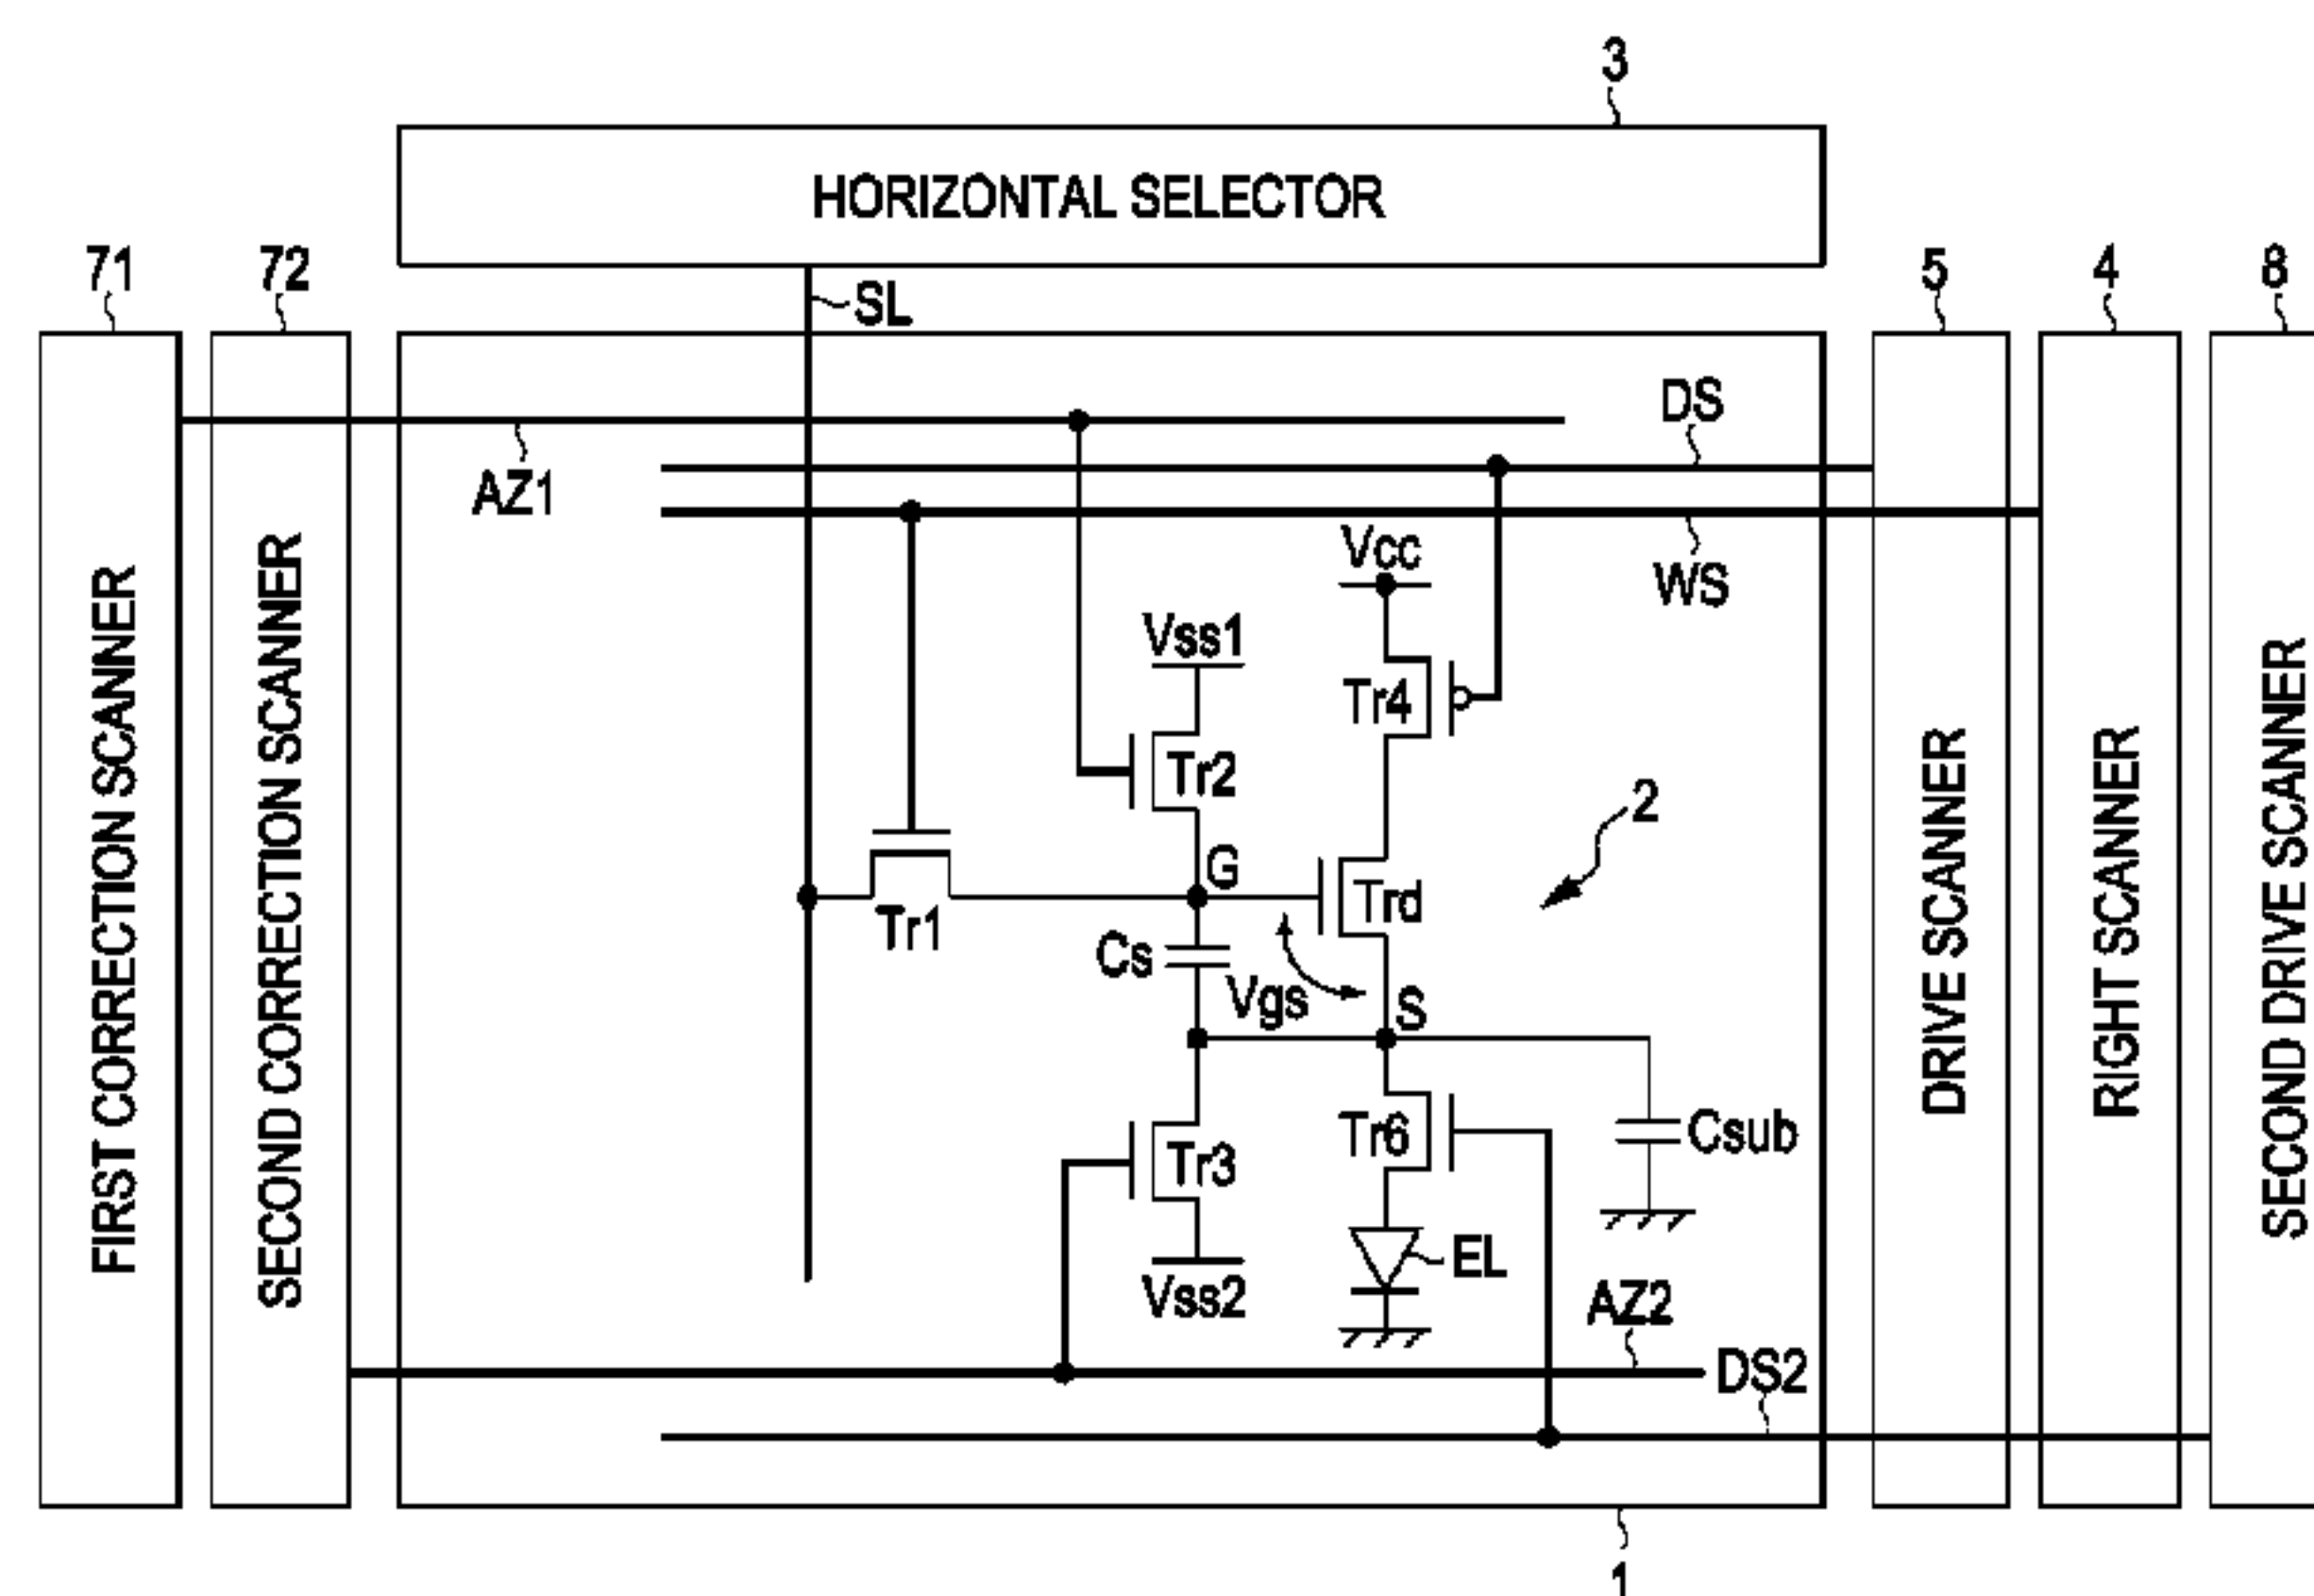 3
HORIZONTAL SELECTOR
71
72
SL
5
4
8
DS
AZ1
Vcc
WS
Vss1
Tr4
Tr2
2
G
Trd
Tr1
Cs
Vgs
S
Tr6
Csub
Tr3
EL
Vss2
AZ2
DS2
FIRST CORRECTION SCANNER
SECOND CORRECTION SCANNER
DRIVE SCANNER
RIGHT SCANNER
SECOND DRIVE SCANNER
1